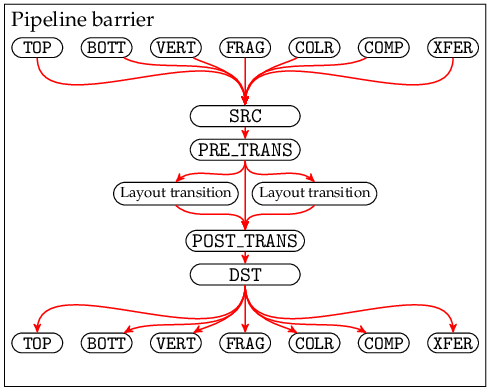 Pipeline barrier
TOP BOTT VERT FRAG COLR COMP XFER
SRC
PRE_TRANS
Layout transition Layout transition
POST_TRANS
DST
TOP BOTT VERT FRAG COLR COMP XFER